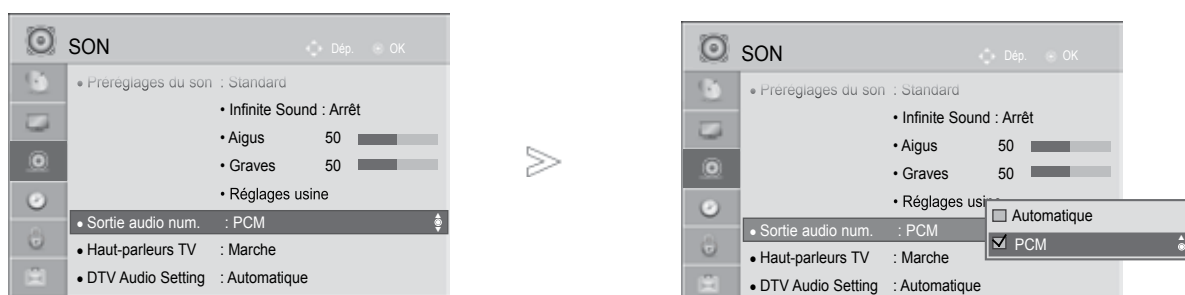 SON
Dép. OK
• Préréglages du son : Standard
• Infinite Sound : Arrêt
• Aigus 50
• Graves 50
• Réglages usine
• Sortie audio num. : PCM
• Haut-parleurs TV : Marche
• DTV Audio Setting : Automatique
SON
Dép. OK
• Préréglages du son : Standard
• Infinite Sound : Arrêt
• Aigus 50
• Graves 50
• Réglages usi
• Sortie audio num. : PCM
• Haut-parleurs TV : Marche
• DTV Audio Setting : Automatique
Automatique
PCM